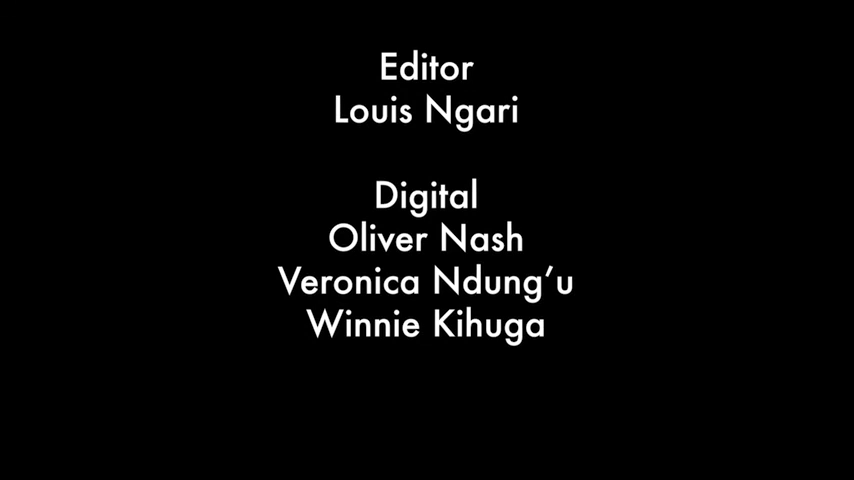 Editor
Louis Ngari
Digital
Oliver Nash
Veronica Ndung’u
Winnie Kihuga